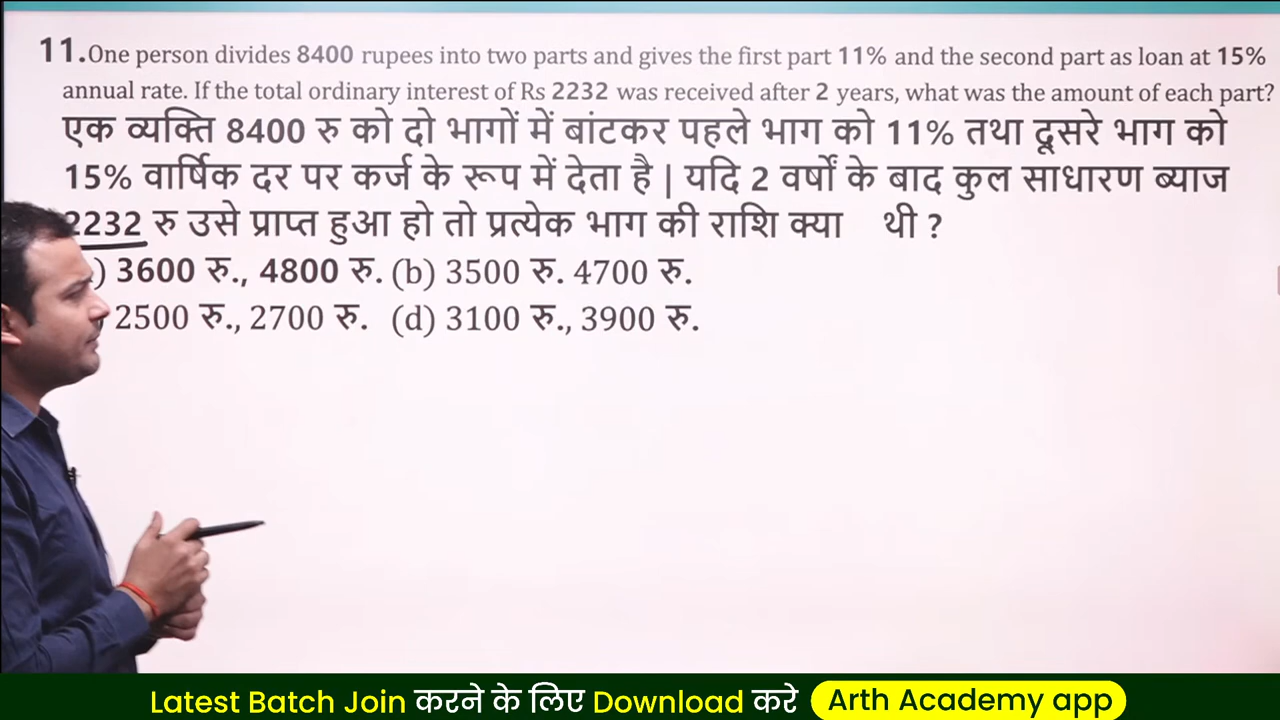 11.One person divides 8400 rupees into two parts and gives the first part 11% and the second part as loan at 15%
annual rate. If the total ordinary interest of Rs 2232 was received after 2 years, what was the amount of each part?
एक व्यक्ति 8400 रु को दो भागों में बांटकर पहले भाग को 11% तथा दूसरे भाग को
15% वार्षिक दर पर कर्ज के रूप में देता है | यदि 2 वर्षों के बाद कुल साधारण ब्याज
2232 रु उसे प्राप्त हुआ हो तो प्रत्येक भाग की राशि क्या थी ?
) 3600 रु., 4800 रु. (b) 3500 रु. 4700 रु.
2500 रु., 2700 रु. (d) 3100 रु., 3900 रु.
Latest Batch Join करने के लिए Download करे Arth Academy app